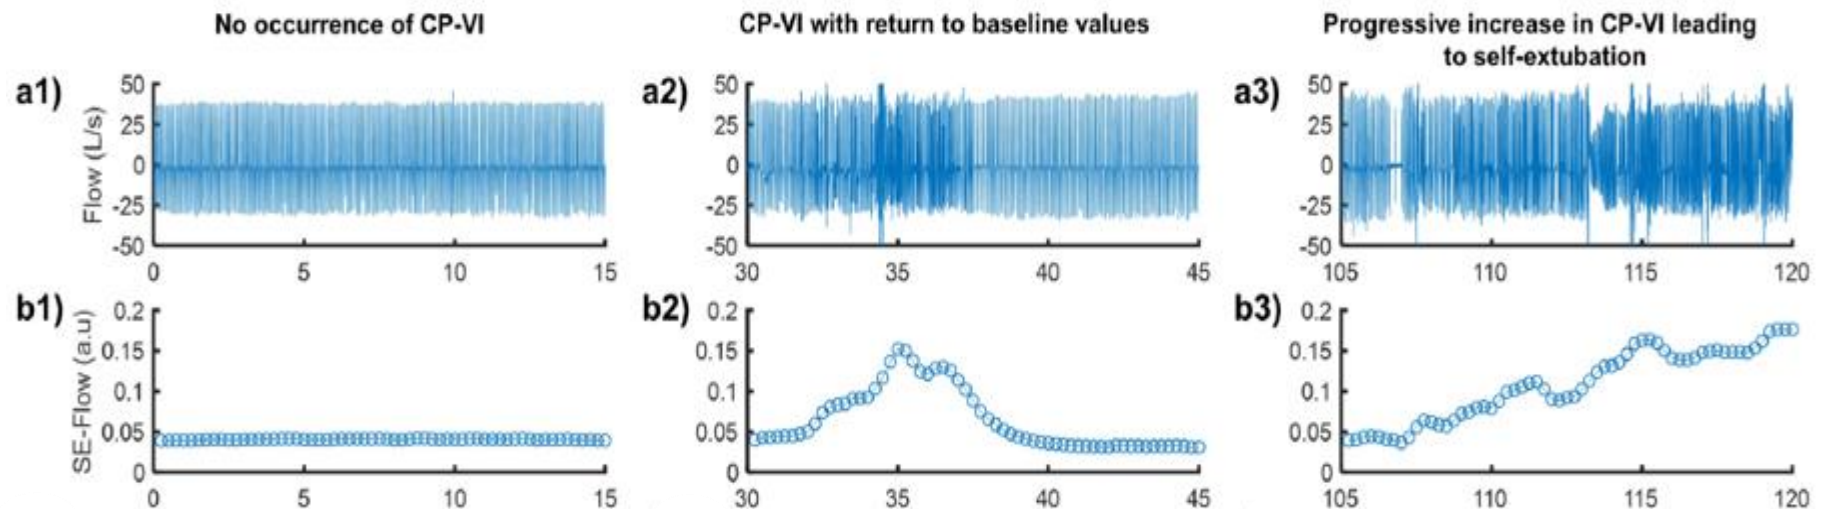 No occurrence of CP-VI
CP-VI with return to baseline values
Progressive increase in CP-VI leading
to self-extubation
a1)
Flow (L/s)
50
25
0
-25
-50
0 5 10 15
a2)
50
25
0
-25
-50
30 35 40 45
a3)
50
25
0
-25
-50
105 110 115 120
b1)
SE-Flow (a.u)
0.2
0.15
0.1
0.05
0
0 5 10 15
b2)
0.2
0.15
0.1
0.05
0
30 35 40 45
b3)
0.2
0.15
0.1
0.05
0
105 110 115 120